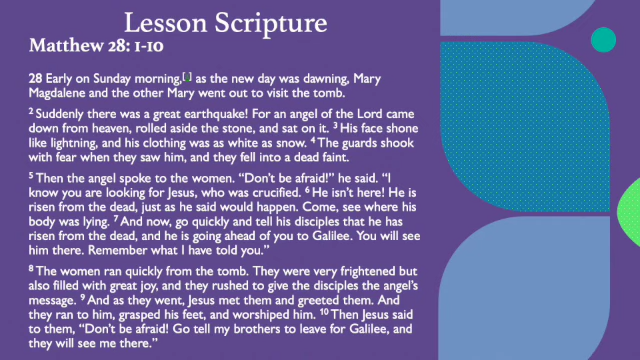 Lesson Scripture
Matthew 28: 1-10
28 Early on Sunday morning,[ ] as the new day was dawning, Mary
Magdalene and the other Mary went out to visit the tomb.
2 Suddenly there was a great earthquake! For an angel of the Lord came
down from heaven, rolled aside the stone, and sat on it. 3 His face shone
like lightning, and his clothing was as white as snow. 4 The guards shook
with fear when they saw him, and they fell into a dead faint.
5 Then the angel spoke to the women. “Don’t be afraid!” he said. “I
know you are looking for Jesus, who was crucified. 6 He isn’t here! He is
risen from the dead, just as he said would happen. Come, see where his
body was lying. 7 And now, go quickly and tell his disciples that he has
risen from the dead, and he is going ahead of you to Galilee. You will see
him there. Remember what I have told you.”
8 The women ran quickly from the tomb. They were very frightened but
also filled with great joy, and they rushed to give the disciples the angel’s
message. 9 And as they went, Jesus met them and greeted them. And
they ran to him, grasped his feet, and worshiped him. 10 Then Jesus said
to them, “Don’t be afraid! Go tell my brothers to leave for Galilee, and
they will see me there.”